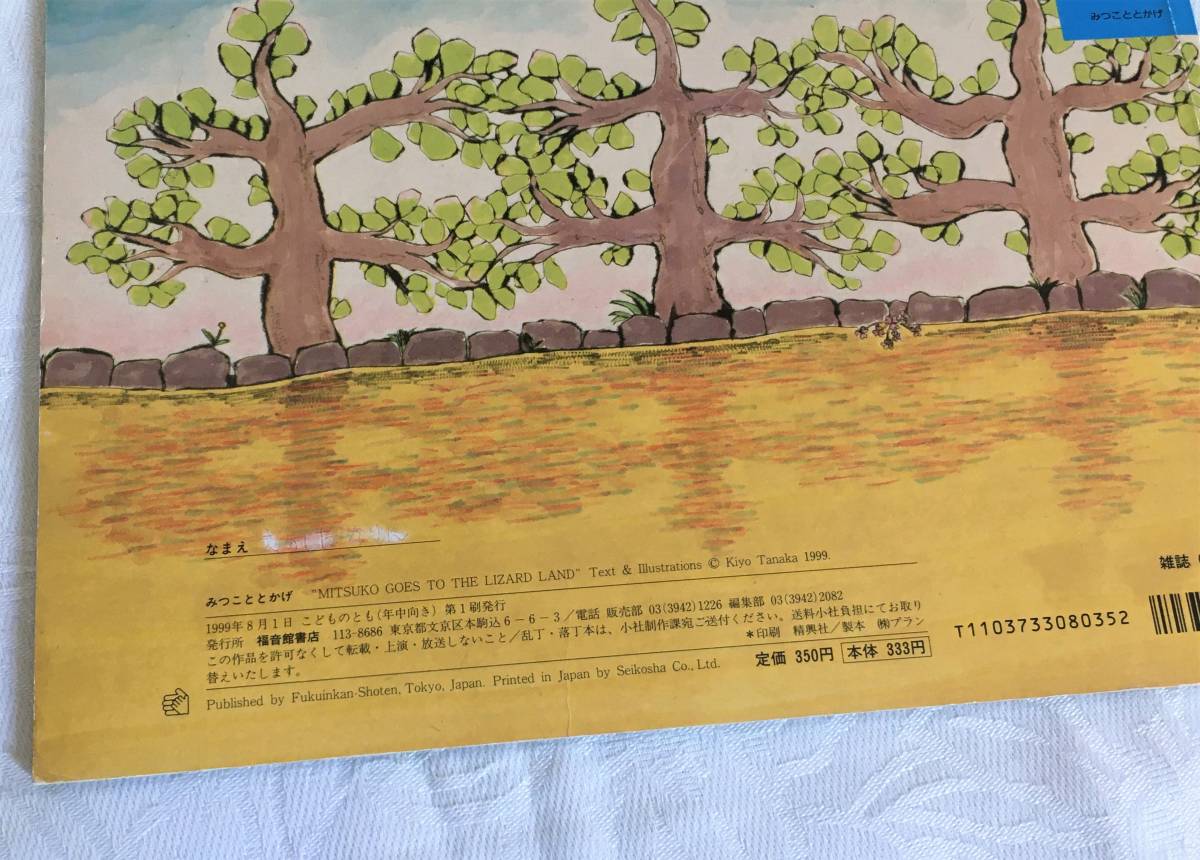 みつこととかげ
なまえ
みつこととかげ "MITSUKO GOES TO THE LIZARD LAND" Text & Illustrations © Kiyo Tanaka 1999.
1999年8月1日 こどものとも(年中向き) 第1刷発行
発行所 福音館書店 113-8686 東京都文京区本駒込6-6-3/電話 販売部 03(3942)1226 編集部 03(3942)2082
この作品を許可なくして転載・上演・放送しないこと/乱丁・落丁本は、小社制作課宛ご送付ください。送料小社負担にてお取り
替えいたします。 *印刷 精興社/製本 ㈱プラン
Published by Fukuinkan-Shoten, Tokyo, Japan. Printed in Japan by Seikosha Co., Ltd.
定価 350円 本体 333円
雑誌
T1103733080352